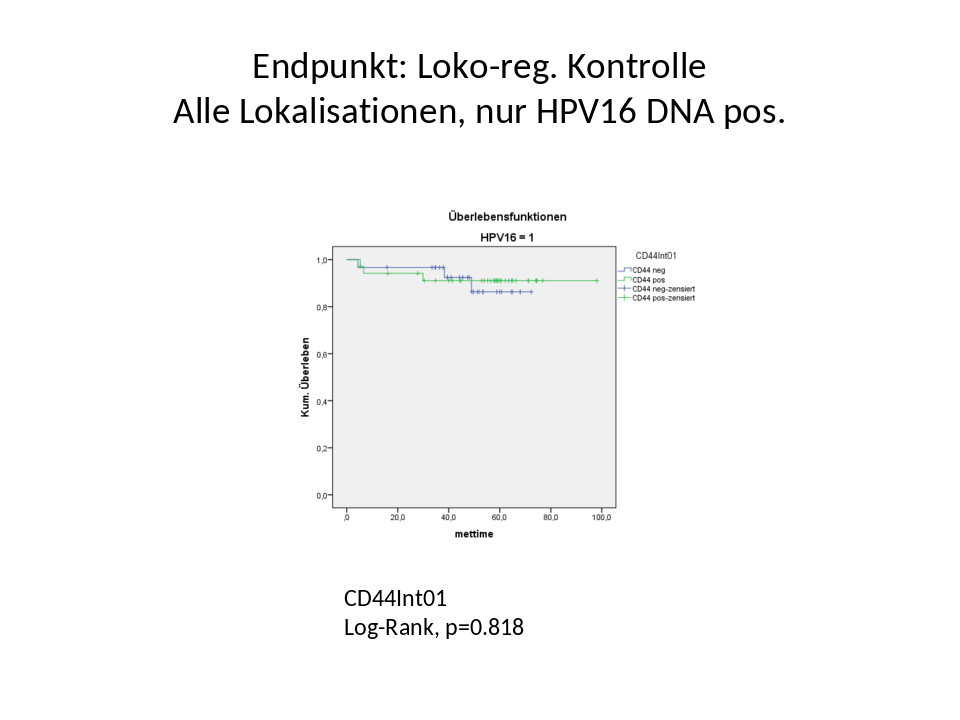 Endpunkt: Loko-reg. Kontrolle
Alle Lokalisationen, nur HPV16 DNA pos.
Überlebensfunktionen
HPV16 = 1
CD44Int01
CD44 neg
CD44 pos
CD44 neg-zensiert
CD44 pos-zensiert
Kum. Überleben
1,0
0,8
0,6
0,4
0,2
0,0
,0 20,0 40,0 60,0 80,0 100,0
mettime
CD44Int01
Log-Rank, p=0.818